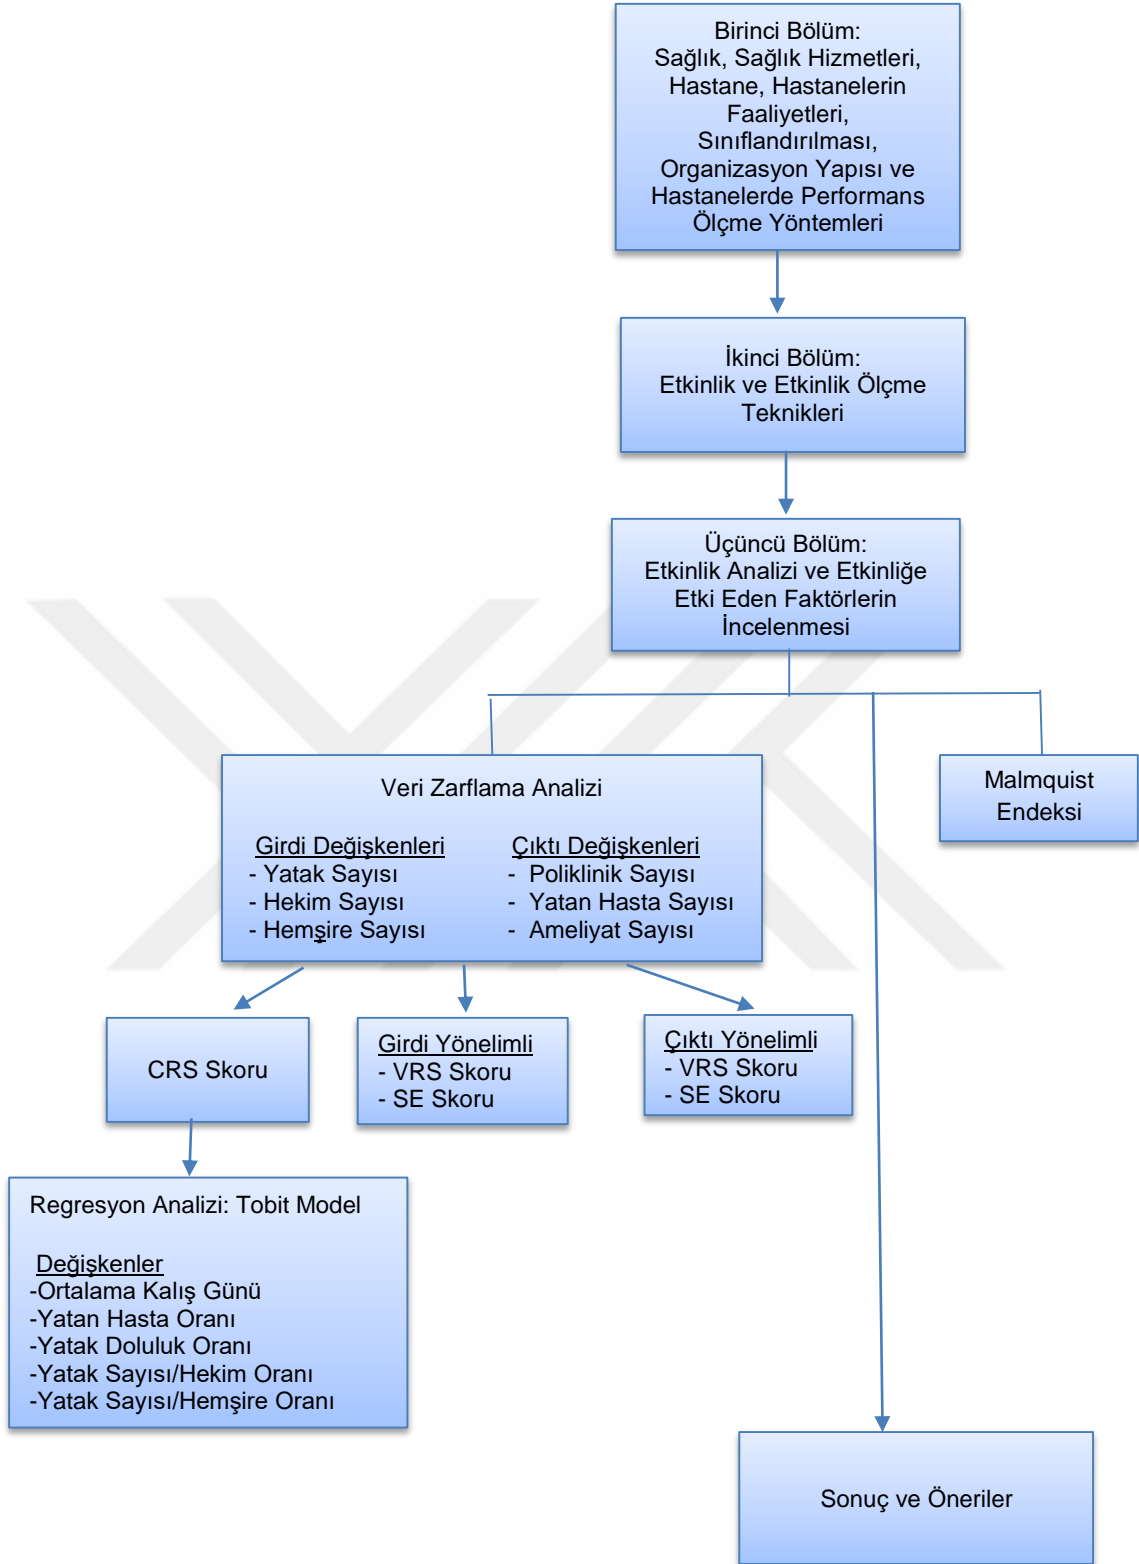 Birinci Bölüm:
Sağlık, Sağlık Hizmetleri,
Hastane, Hastanelerin
Faaliyetleri,
Sınıflandırılması,
Organizasyon Yapısı ve
Hastanelerde Performans
Ölçme Yöntemleri
İkinci Bölüm:
Etkinlik ve Etkinlik Ölçme
Teknikleri
Üçüncü Bölüm:
Etkinlik Analizi ve Etkinliğe
Etki Eden Faktörlerin
İncelenmesi
Veri Zarflama Analizi
Girdi Değişkenleri
- Yatak Sayısı
- Hekim Sayısı
- Hemşire Sayısı
Çıktı Değişkenleri
- Poliklinik Sayısı
- Yatan Hasta Sayısı
- Ameliyat Sayısı
Malmquist
Endeksi
CRS Skoru
Girdi Yönelimli
- VRS Skoru
- SE Skoru
Çıktı Yönelimli
- VRS Skoru
- SE Skoru
Regresyon Analizi: Tobit Model
Değişkenler
-Ortalama Kalış Günü
-Yatan Hasta Oranı
-Yatak Doluluk Oranı
-Yatak Sayısı/Hekim Oranı
-Yatak Sayısı/Hemşire Oranı
Sonuç ve Öneriler